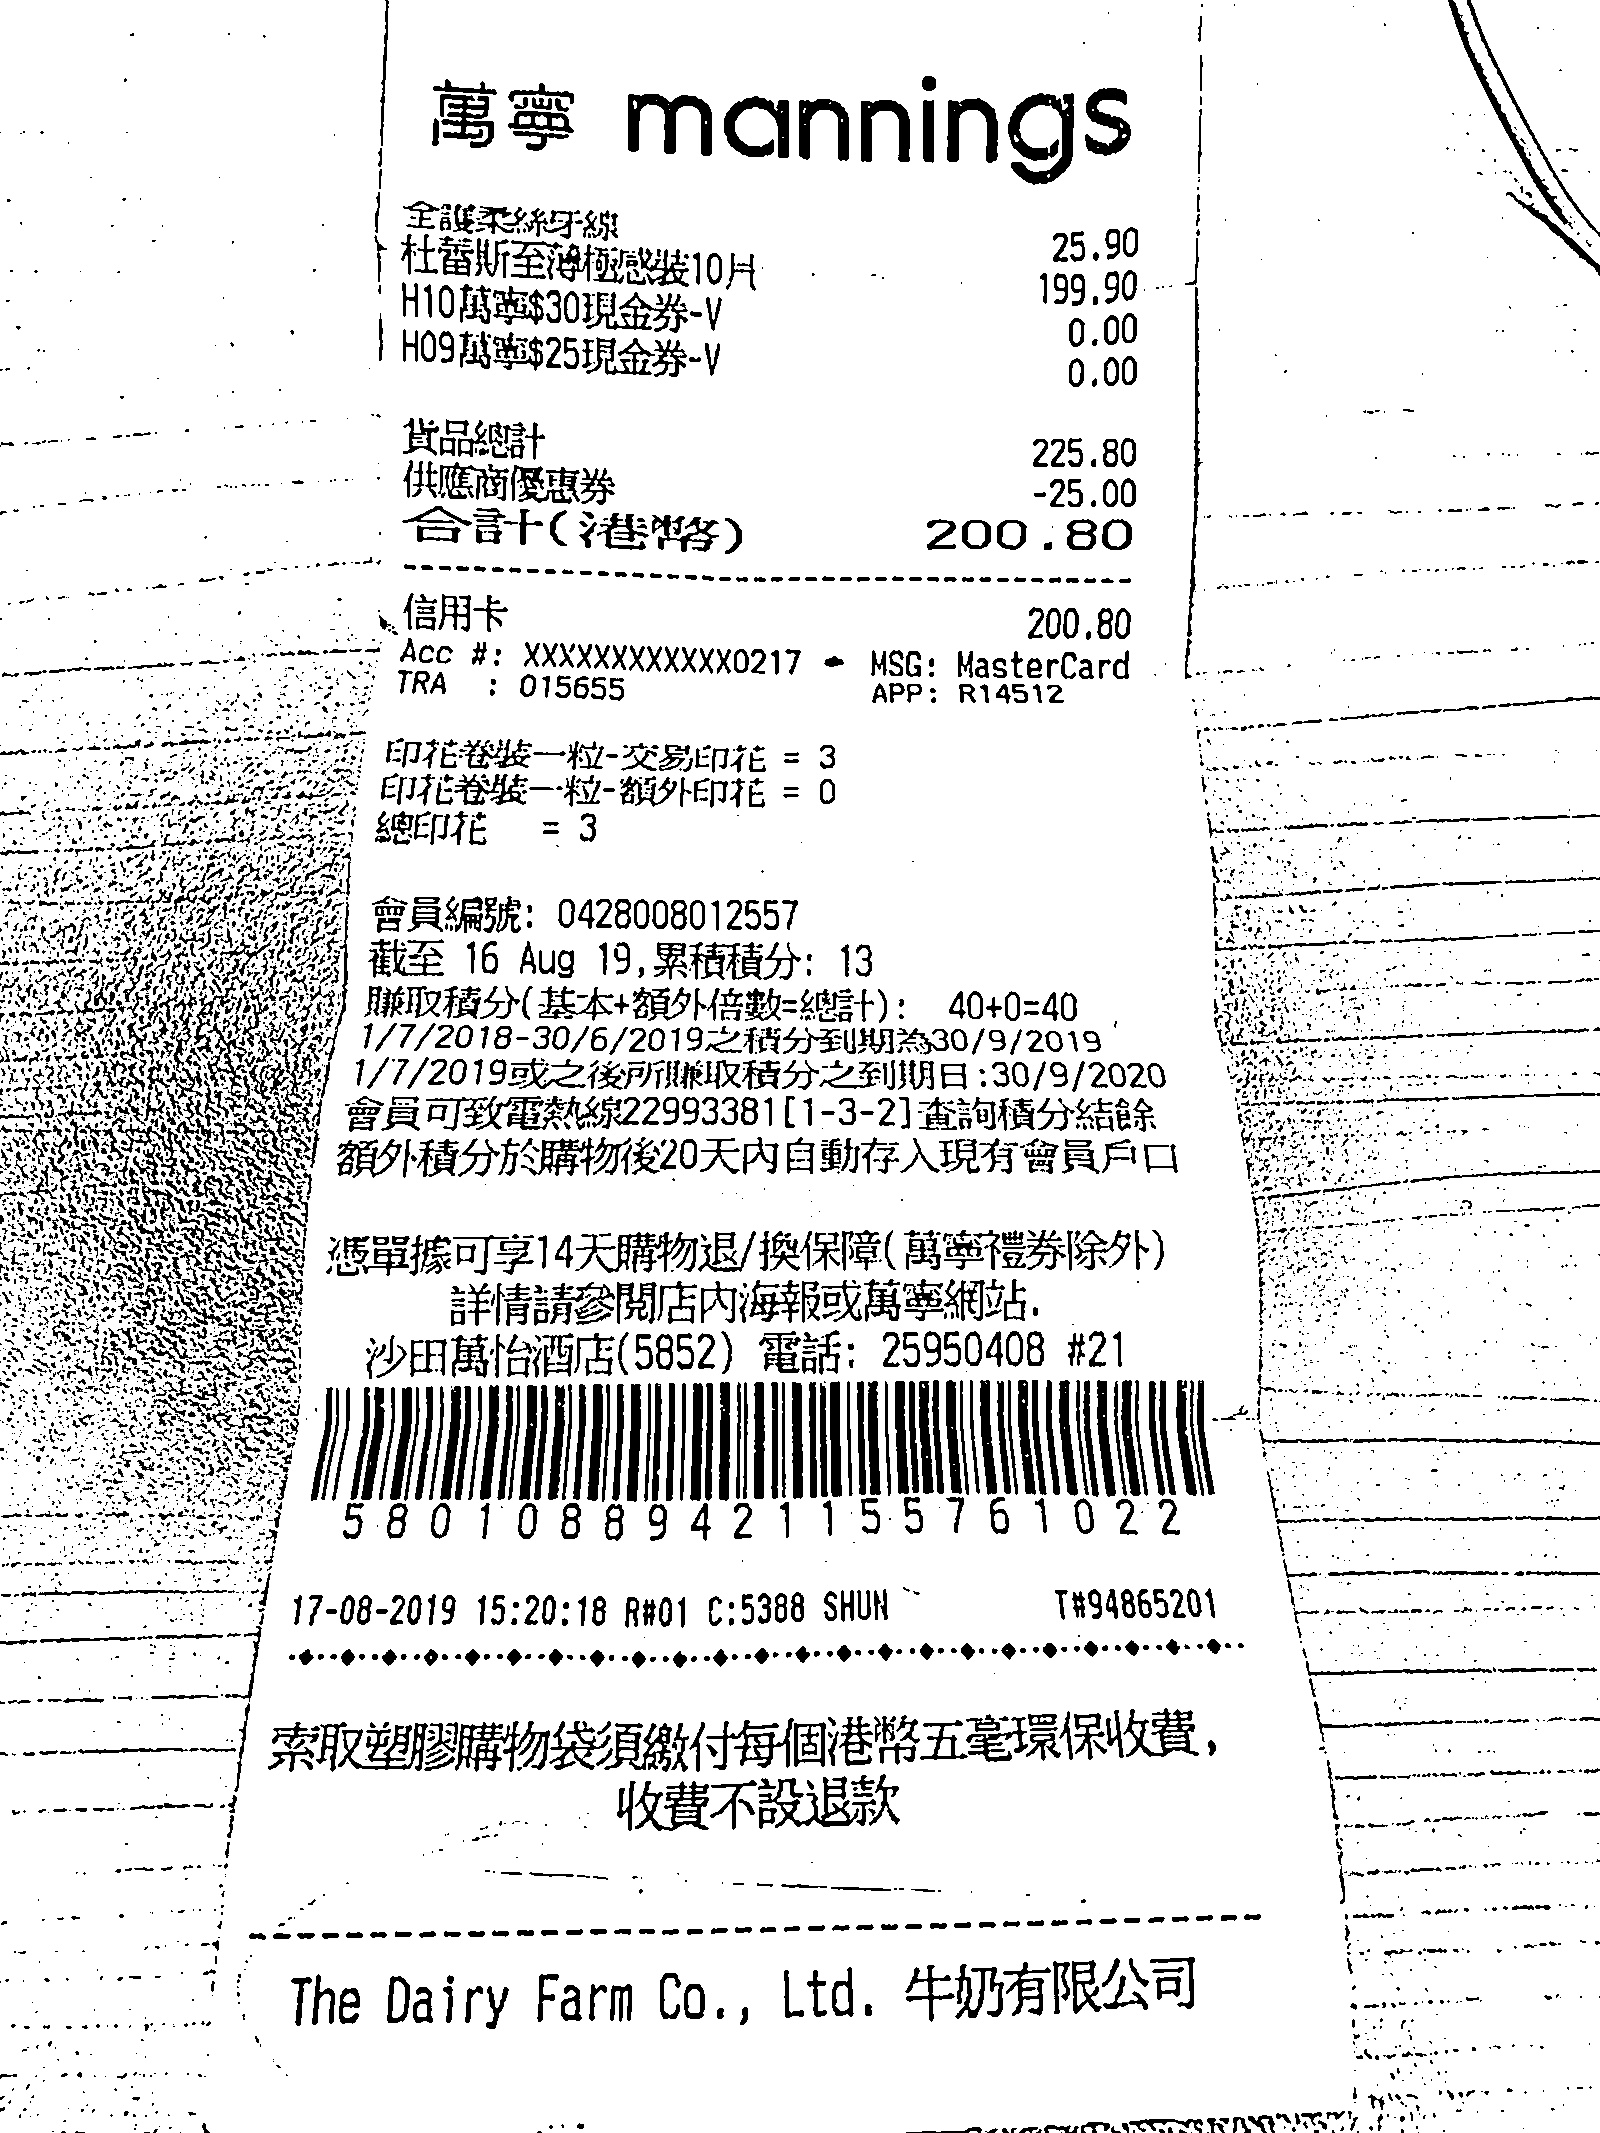 萬寧 mannings
全護柔絲牙線 25.90
杜蕾斯至薄極感裝10片 199.90
H10萬寧$30現金券-V 0.00
H09萬寧$25現金券-V 0.00
貨品總計 225.80
供應商優惠券 -25.00
合計(港幣) 200.80
信用卡 200.80
Acc #: XXXXXXXXXXXX0217 - MSG: MasterCard
TRA : 015655 APP: R14512
印花卷裝一粒-交易印花 = 3
印花卷裝一粒-額外印花 = 0
總印花 = 3
會員編號: 0428008012557
截至 16 Aug 19,累積積分: 13
賺取積分(基本+額外倍數=總計): 40+0=40
1/7/2018-30/6/2019之積分到期為30/9/2019
1/7/2019或之後所賺取積分之到期日:30/9/2020
會員可致電熱線22993381[1-3-2]查詢積分結餘
額外積分於購物後20天內自動存入現有會員戶口
憑單據可享14天購物退/換保障(萬寧禮券除外)
詳情請參閱店內海報或萬寧網站.
沙田萬怡酒店(5852) 電話: 25950408 #21
58010889421155761022
17-08-2019 15:20:18 R#01 C:5388 SHUN T#94865201
索取塑膠購物袋須繳付每個港幣五毫環保收費,
收費不設退款
The Dairy Farm Co., Ltd. 牛奶有限公司